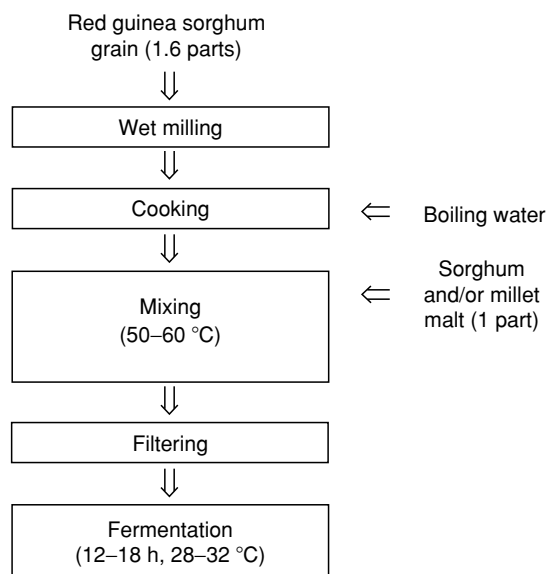 Red guinea sorghum
grain (1.6 parts)
Wet milling
Cooking
Boiling water
Mixing
(50–60 °C)
Sorghum
and/or millet
malt (1 part)
Filtering
Fermentation
(12–18 h, 28–32 °C)